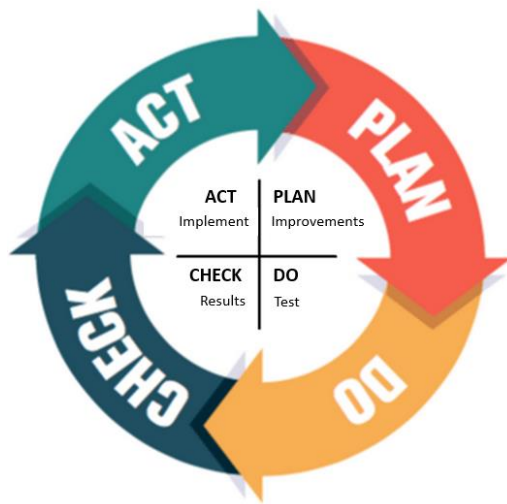 ACT
PLAN
ACT
Implement
PLAN
Improvements
CHECK
Results
DO
Test
CHECK
DO